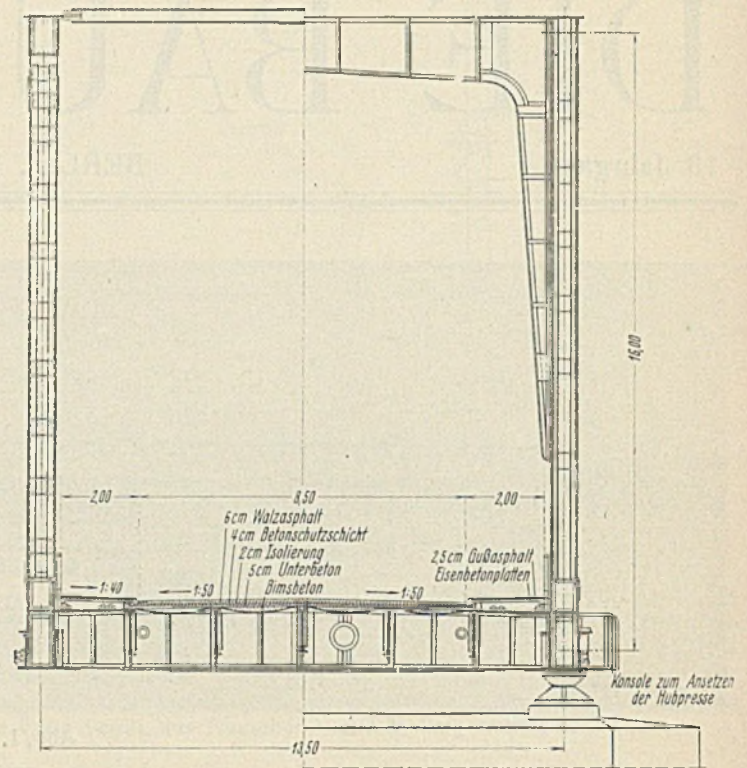 16,00
2,00
8,50
2,00
6cm Walzasphalt
4cm Betonschutzschicht
2cm Isolierung
5cm Unterbeton
Bimsbeton
2,5cm Gußasphalt
Eisenbetonplatten
1:40
1:50
1:50
Konsole zum Ansetzen
der Hubpresse
13,50